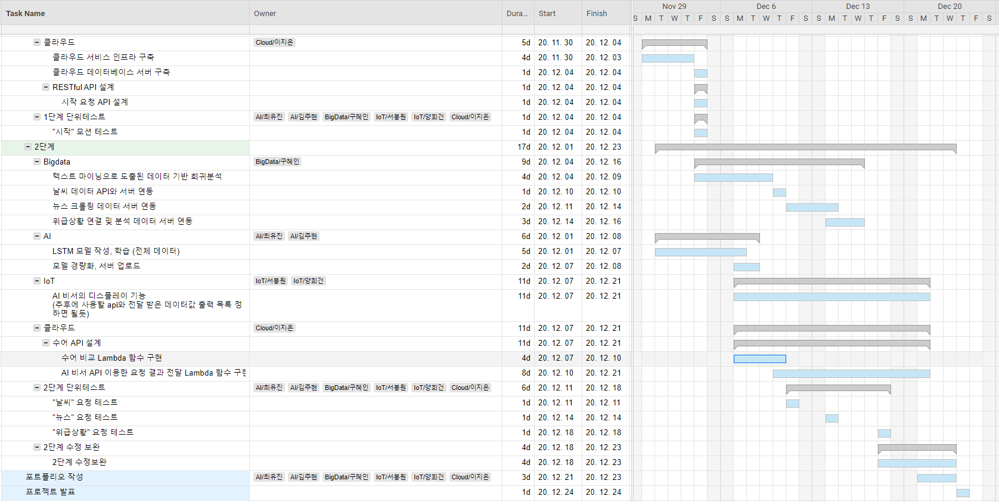 Task Name Owner Dura... Start Finish Nov 29 Dec 6 Dec 13 Dec 20
S M T W T F S S M T W T F S S M T W T F S S M T W T F S
클라우드 Cloud/이지은 5d 20. 11. 30 20. 12. 04
클라우드 서비스 인프라 구축 4d 20. 11. 30 20. 12. 03
클라우드 데이터베이스 서버 구축 1d 20. 12. 04 20. 12. 04
RESTful API 설계 1d 20. 12. 04 20. 12. 04
시작 요청 API 설계 1d 20. 12. 04 20. 12. 04
1단계 단위테스트 AI/최유진 AI/김주현 BigData/구혜인 IoT/서봉원 IoT/양희건 Cloud/이지은 1d 20. 12. 04 20. 12. 04
"시작" 모션 테스트 1d 20. 12. 04 20. 12. 04
2단계 17d 20. 12. 01 20. 12. 23
Bigdata BigData/구혜인 9d 20. 12. 04 20. 12. 16
텍스트 마이닝으로 도출된 데이터 기반 회귀분석 4d 20. 12. 04 20. 12. 09
날씨 데이터 API와 서버 연동 1d 20. 12. 10 20. 12. 10
뉴스 크롤링 데이터 서버 연동 2d 20. 12. 11 20. 12. 14
위급상황 연결 및 분석 데이터 서버 연동 3d 20. 12. 14 20. 12. 16
AI AI/최유진 AI/김주현 6d 20. 12. 01 20. 12. 08
LSTM 모델 작성, 학습 (전체 데이터) 5d 20. 12. 01 20. 12. 07
모델 경량화, 서버 업로드 2d 20. 12. 07 20. 12. 08
IoT IoT/서봉원 IoT/양희건 11d 20. 12. 07 20. 12. 21
AI 비서의 디스플레이 기능 11d 20. 12. 07 20. 12. 21
(추후에 사용할 api와 전달 받은 데이터값 출력 목록 정
하면 될듯)
클라우드 Cloud/이지은 11d 20. 12. 07 20. 12. 21
수어 API 설계 11d 20. 12. 07 20. 12. 21
수어 비교 Lambda 함수 구현 4d 20. 12. 07 20. 12. 10
AI 비서 API 이용한 요청 결과 전달 Lambda 함수 구현 8d 20. 12. 10 20. 12. 21
2단계 단위테스트 AI/최유진 AI/김주현 BigData/구혜인 IoT/서봉원 IoT/양희건 Cloud/이지은 6d 20. 12. 11 20. 12. 18
"날씨" 요청 테스트 1d 20. 12. 11 20. 12. 11
"뉴스" 요청 테스트 1d 20. 12. 14 20. 12. 14
"위급상황" 요청 테스트 1d 20. 12. 18 20. 12. 18
2단계 수정 보완 4d 20. 12. 18 20. 12. 23
2단계 수정보완 4d 20. 12. 18 20. 12. 23
포트폴리오 작성 AI/최유진 AI/김주현 BigData/구혜인 IoT/서봉원 IoT/양희건 Cloud/이지은 3d 20. 12. 21 20. 12. 23
프로젝트 발표 1d 20. 12. 24 20. 12. 24